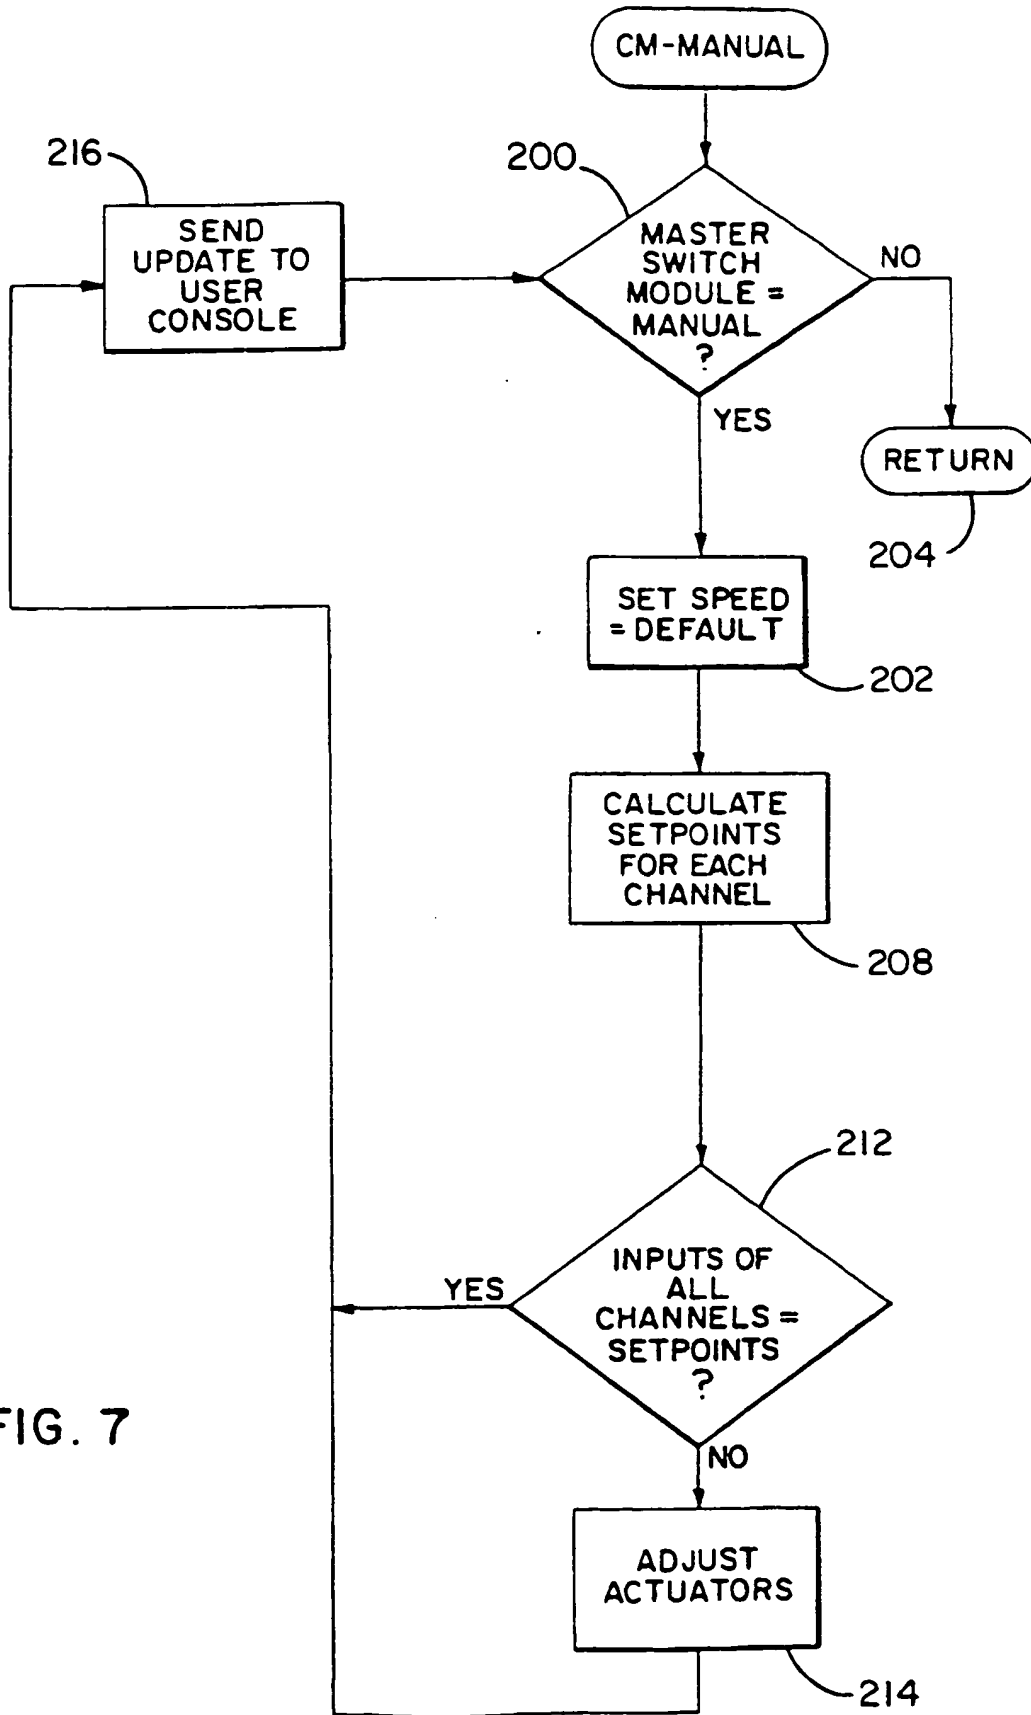 CM-MANUAL
216
200
SEND
UPDATE TO
USER
CONSOLE
MASTER
SWITCH
MODULE =
MANUAL
?
NO
YES
RETURN
204
SET SPEED
= DEFAULT
202
CALCULATE
SETPOINTS
FOR EACH
CHANNEL
208
212
INPUTS OF
ALL
CHANNELS =
SETPOINTS
?
YES
NO
FIG. 7
ADJUST
ACTUATORS
214